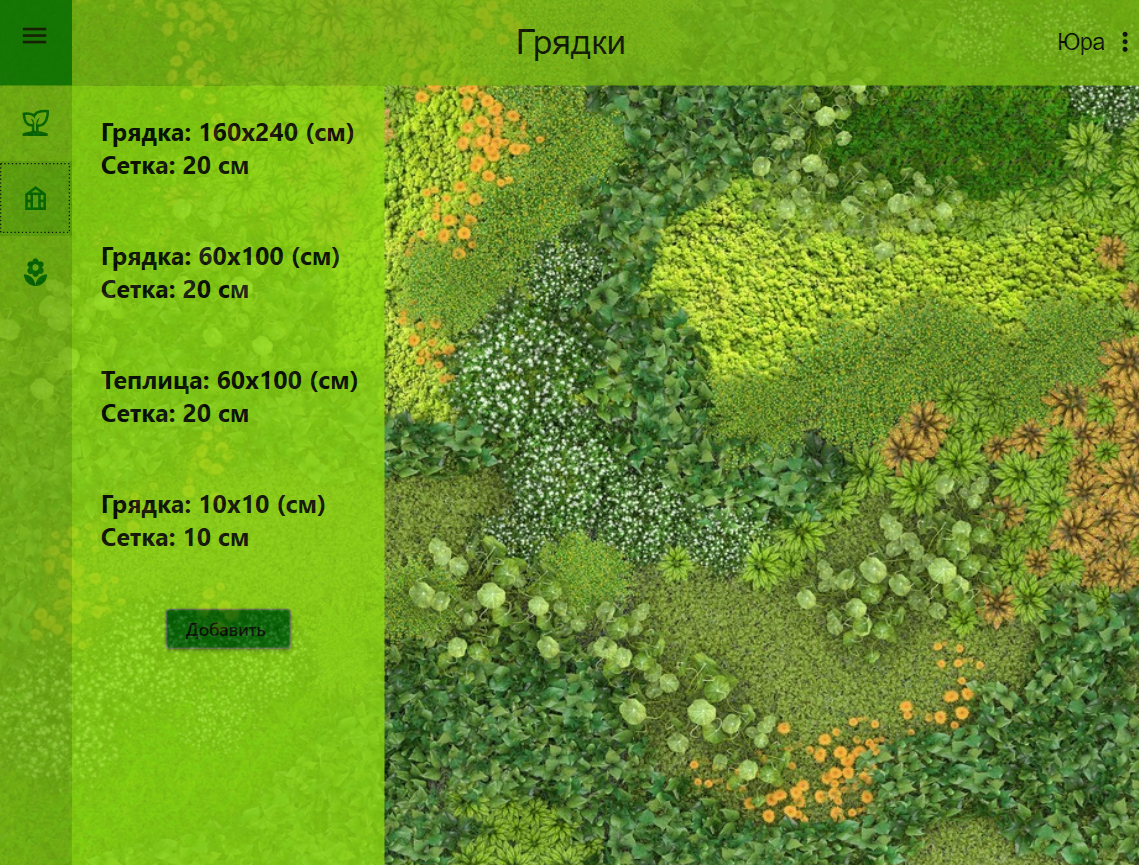 Грядки
Юра
Грядка: 160x240 (см)
Сетка: 20 см
Грядка: 60x100 (см)
Сетка: 20 см
Теплица: 60x100 (см)
Сетка: 20 см
Грядка: 10x10 (см)
Сетка: 10 см
Добавить